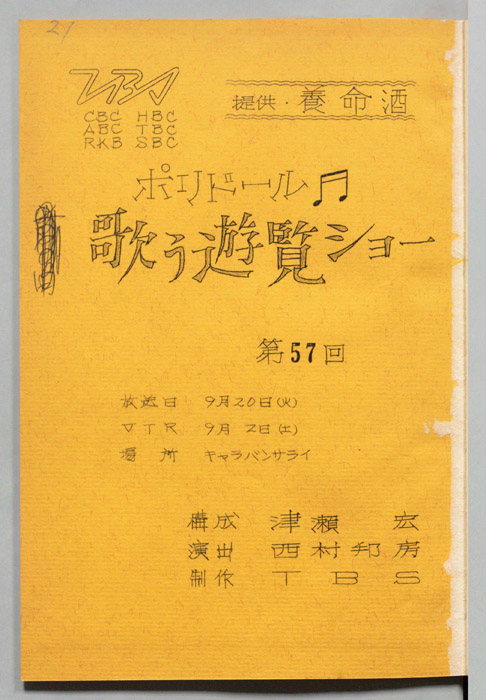 21
TBS
CBC HBC
ABC TBC
RKB SBC
提供・養命酒
ポリドール♫
歌う遊覧ショー
第57回
放送日 9月20日(火)
VTR 9月2日(土)
場所 キャラバンサライ
構成 津瀬 宏
演出 西村邦房
制作 TBS